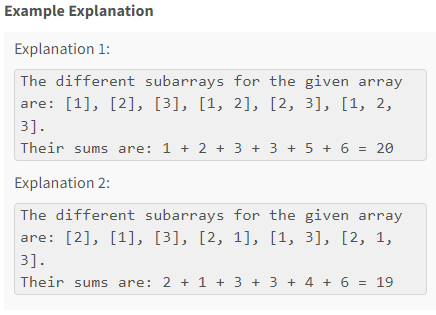 Example Explanation
Explanation 1:
The different subarrays for the given array
are: [1], [2], [3], [1, 2], [2, 3], [1, 2,
3].
Their sums are: 1 + 2 + 3 + 3 + 5 + 6 = 20
Explanation 2:
The different subarrays for the given array
are: [2], [1], [3], [2, 1], [1, 3], [2, 1,
3].
Their sums are: 2 + 1 + 3 + 3 + 4 + 6 = 19